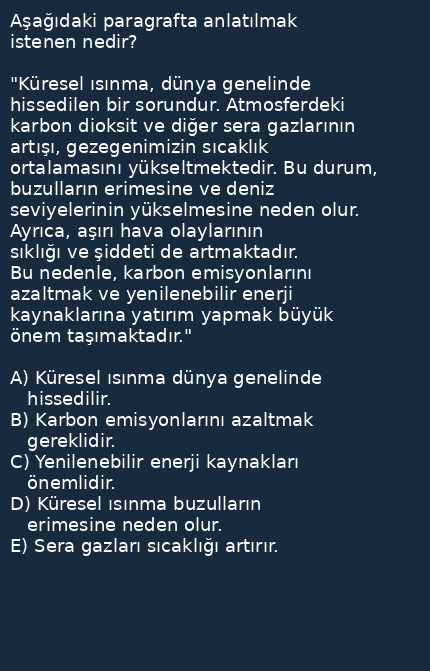 Aşağıdaki paragrafta anlatılmak
istenen nedir?
"Küresel ısınma, dünya genelinde
hissedilen bir sorundur. Atmosferdeki
karbon dioksit ve diğer sera gazlarının
artışı, gezegenimizin sıcaklık
ortalamasını yükseltmektedir. Bu durum,
buzulların erimesine ve deniz
seviyelerinin yükselmesine neden olur.
Ayrıca, aşırı hava olaylarının
sıklığı ve şiddeti de artmaktadır.
Bu nedenle, karbon emisyonlarını
azaltmak ve yenilenebilir enerji
kaynaklarına yatırım yapmak büyük
önem taşımaktadır."
A) Küresel ısınma dünya genelinde
hissedilir.
B) Karbon emisyonlarını azaltmak
gereklidir.
C) Yenilenebilir enerji kaynakları
önemlidir.
D) Küresel ısınma buzulların
erimesine neden olur.
E) Sera gazları sıcaklığı artırır.